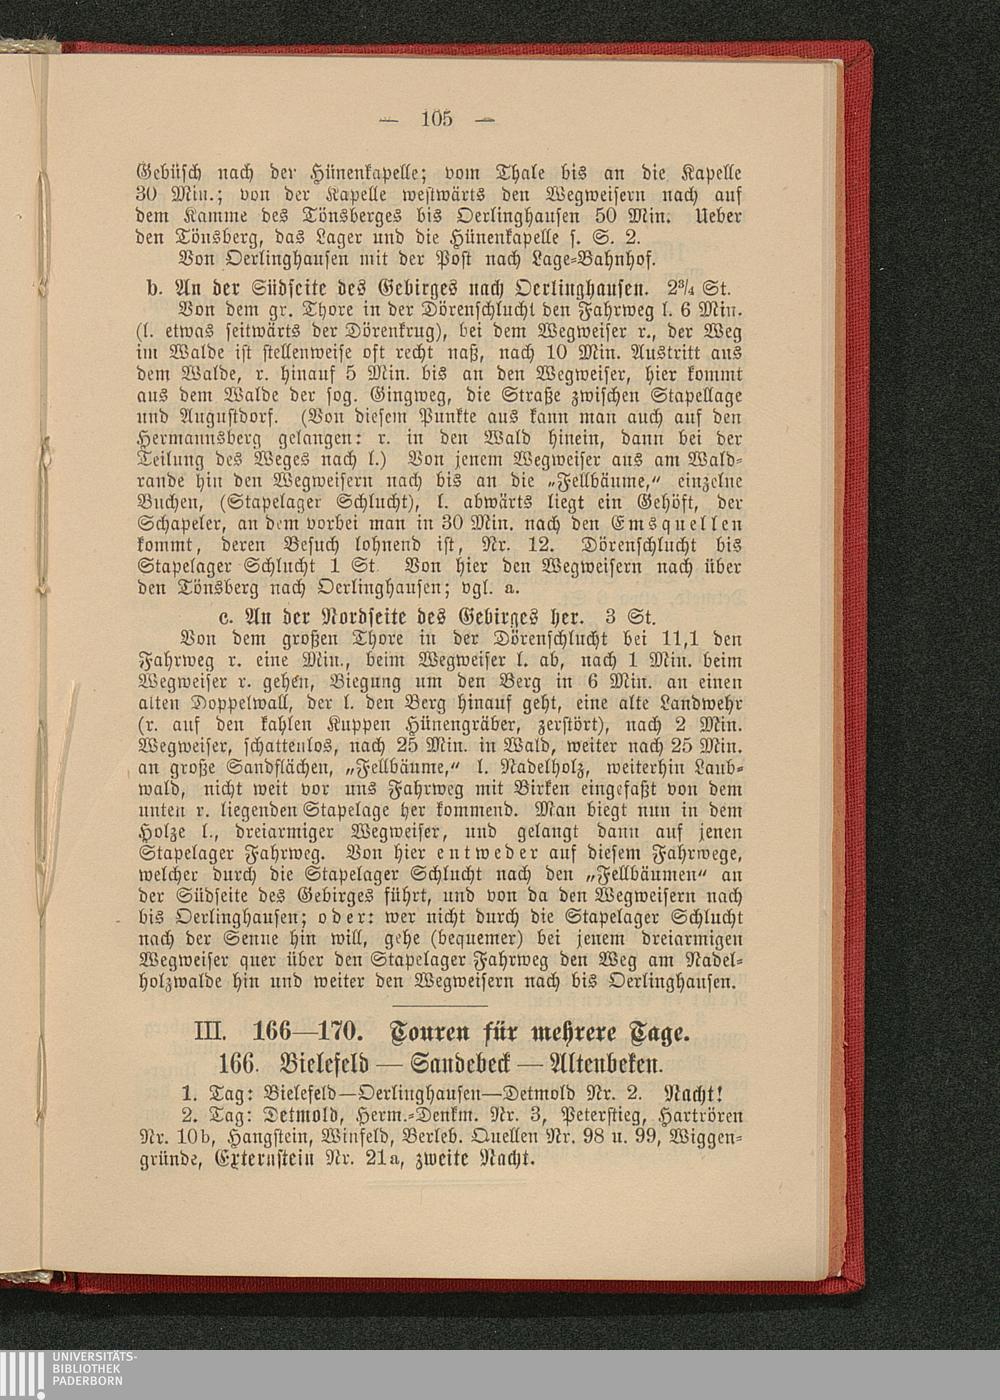 — 105 —
Gebüsch nach der Hünenkapelle; vom Thale bis an die Kapelle
30 Min.; von der Kapelle westwärts den Wegweisern nach auf
dem Kamme des Tönsberges bis Oerlinghausen 50 Min. Ueber
den Tönsberg, das Lager und die Hünenkapelle s. S. 2.
Von Oerlinghausen mit der Post nach Lage-Bahnhof.
b. An der Südseite des Gebirges nach Oerlinghausen. 2¾ St.
Von dem gr. Thore in der Dörenschlucht den Fahrweg l. 6 Min.
(l. etwas seitwärts der Dörenkrug), bei dem Wegweiser r., der Weg
im Walde ist stellenweise oft recht naß, nach 10 Min. Austritt aus
dem Walde, r. hinauf 5 Min. bis an den Wegweiser, hier kommt
aus dem Walde der sog. Gingweg, die Straße zwischen Stapellage
und Augustdorf. (Von diesem Punkte aus kann man auch auf den
Hermannsberg gelangen: r. in den Wald hinein, dann bei der
Teilung des Weges nach l.) Von jenem Wegweiser aus am Wald-
rande hin den Wegweisern nach bis an die „Fellbäume,“ einzelne
Buchen, (Stapelager Schlucht), l. abwärts liegt ein Gehöft, der
Schapeler, an dem vorbei man in 30 Min. nach den Emsquellen
kommt, deren Besuch lohnend ist, Nr. 12. Dörenschlucht bis
Stapelager Schlucht 1 St. Von hier den Wegweisern nach über
den Tönsberg nach Oerlinghausen; vgl. a.
c. An der Nordseite des Gebirges her. 3 St.
Von dem großen Thore in der Dörenschlucht bei 11,1 den
Fahrweg r. eine Min., beim Wegweiser l. ab, nach 1 Min. beim
Wegweiser r. gehen, Biegung um den Berg in 6 Min. an einen
alten Doppelwall, der l. den Berg hinauf geht, eine alte Landwehr
(r. auf den kahlen Kuppen Hünengräber, zerstört), nach 2 Min.
Wegweiser, schattenlos, nach 25 Min. in Wald, weiter nach 25 Min.
an große Sandflächen, „Fellbäume,“ l. Nadelholz, weiterhin Laub-
wald, nicht weit vor uns Fahrweg mit Birken eingefaßt von dem
unten r. liegenden Stapelage her kommend. Man biegt nun in dem
Holze l., dreiarmiger Wegweiser, und gelangt dann auf jenen
Stapelager Fahrweg. Von hier entweder auf diesem Fahrwege,
welcher durch die Stapelager Schlucht nach den „Fellbäumen“ an
der Südseite des Gebirges führt, und von da den Wegweisern nach
bis Oerlinghausen; oder: wer nicht durch die Stapelager Schlucht
nach der Senne hin will, gehe (bequemer) bei jenem dreiarmigen
Wegweiser quer über den Stapelager Fahrweg den Weg am Nadel-
holzwalde hin und weiter den Wegweisern nach bis Oerlinghausen.
III. 166—170. Touren für mehrere Tage.
166. Bielefeld — Sandebeck — Altenbeken.
1. Tag: Bielefeld—Oerlinghausen—Detmold Nr. 2. Nacht!
2. Tag: Detmold, Herm.-Denkm. Nr. 3, Peterstieg, Hartrören
Nr. 10b, Hangstein, Winfeld, Berleb. Quellen Nr. 98 u. 99, Wiggen-
gründe, Externstein Nr. 21a, zweite Nacht.
UNIVERSITÄTS-
BIBLIOTHEK
PADERBORN